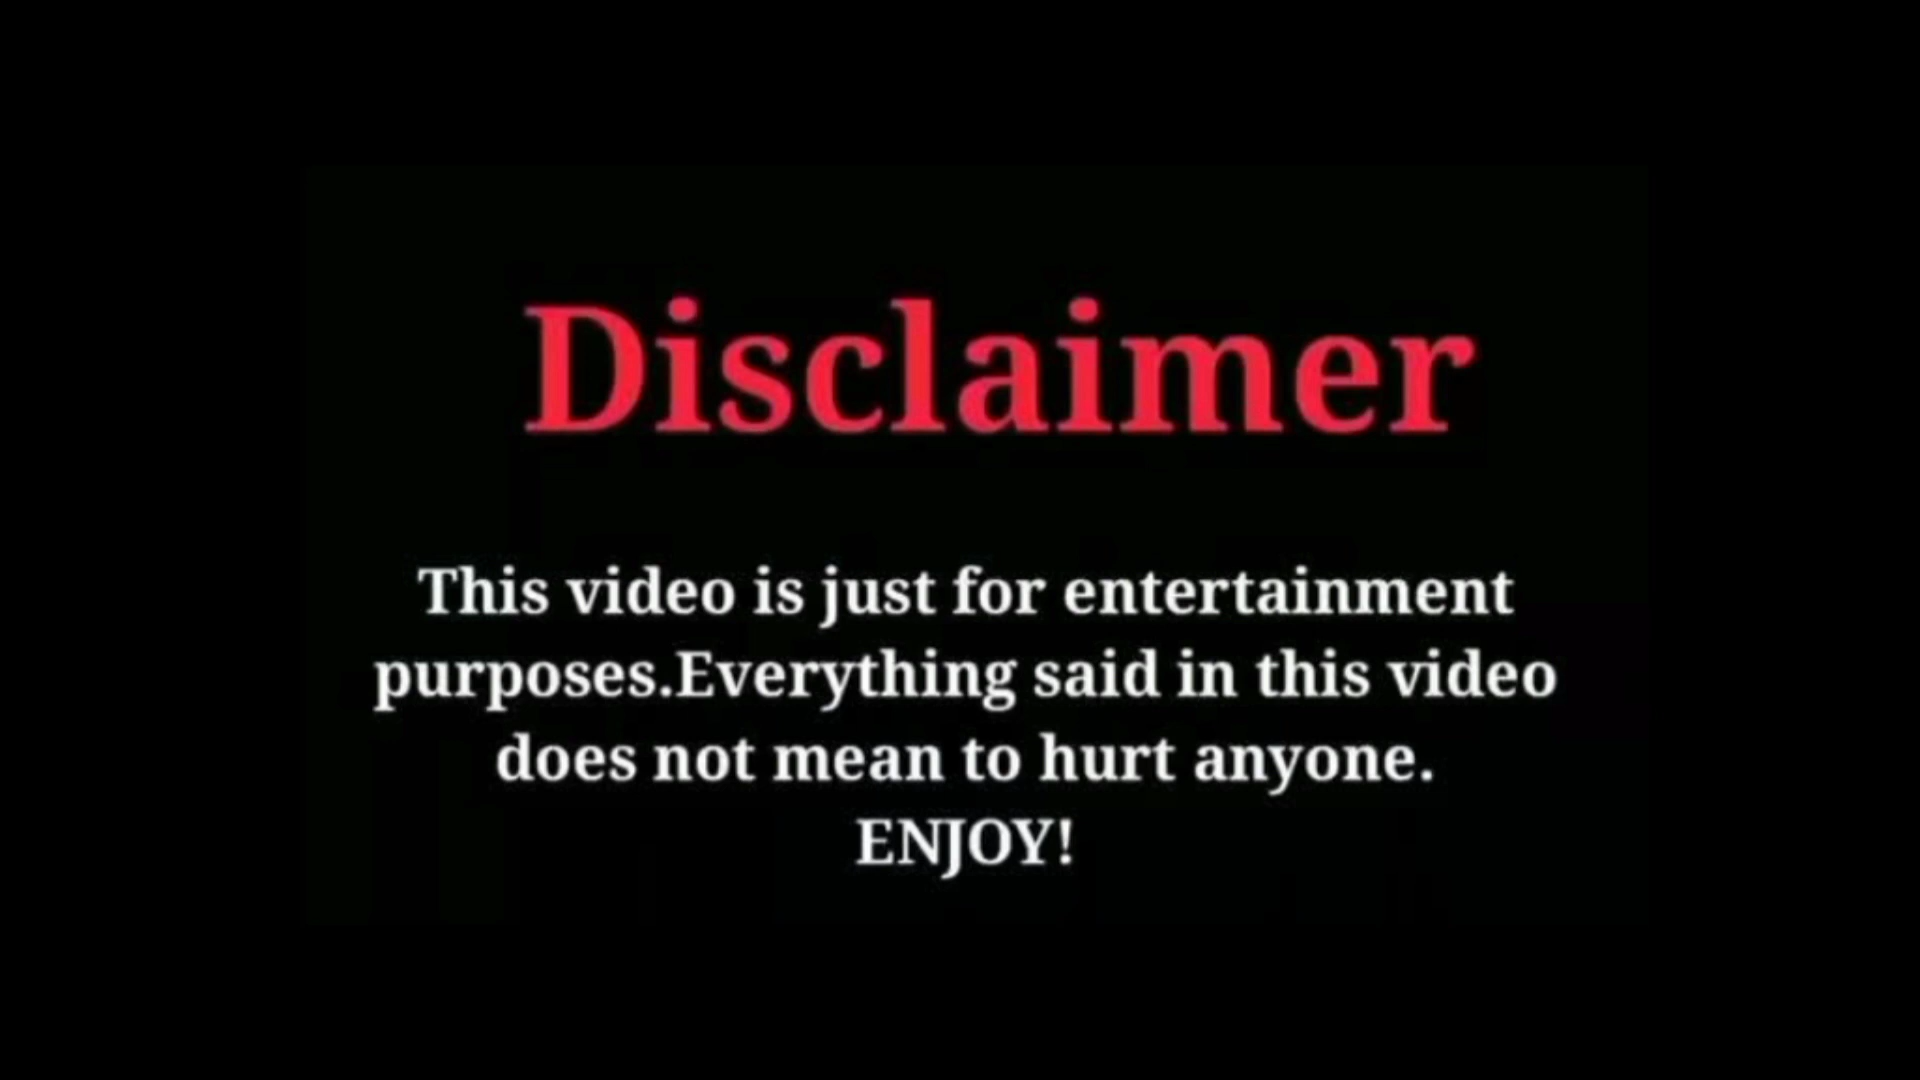 Disclaimer
This video is just for entertainment
purposes.Everything said in this video
does not mean to hurt anyone.
ENJOY!